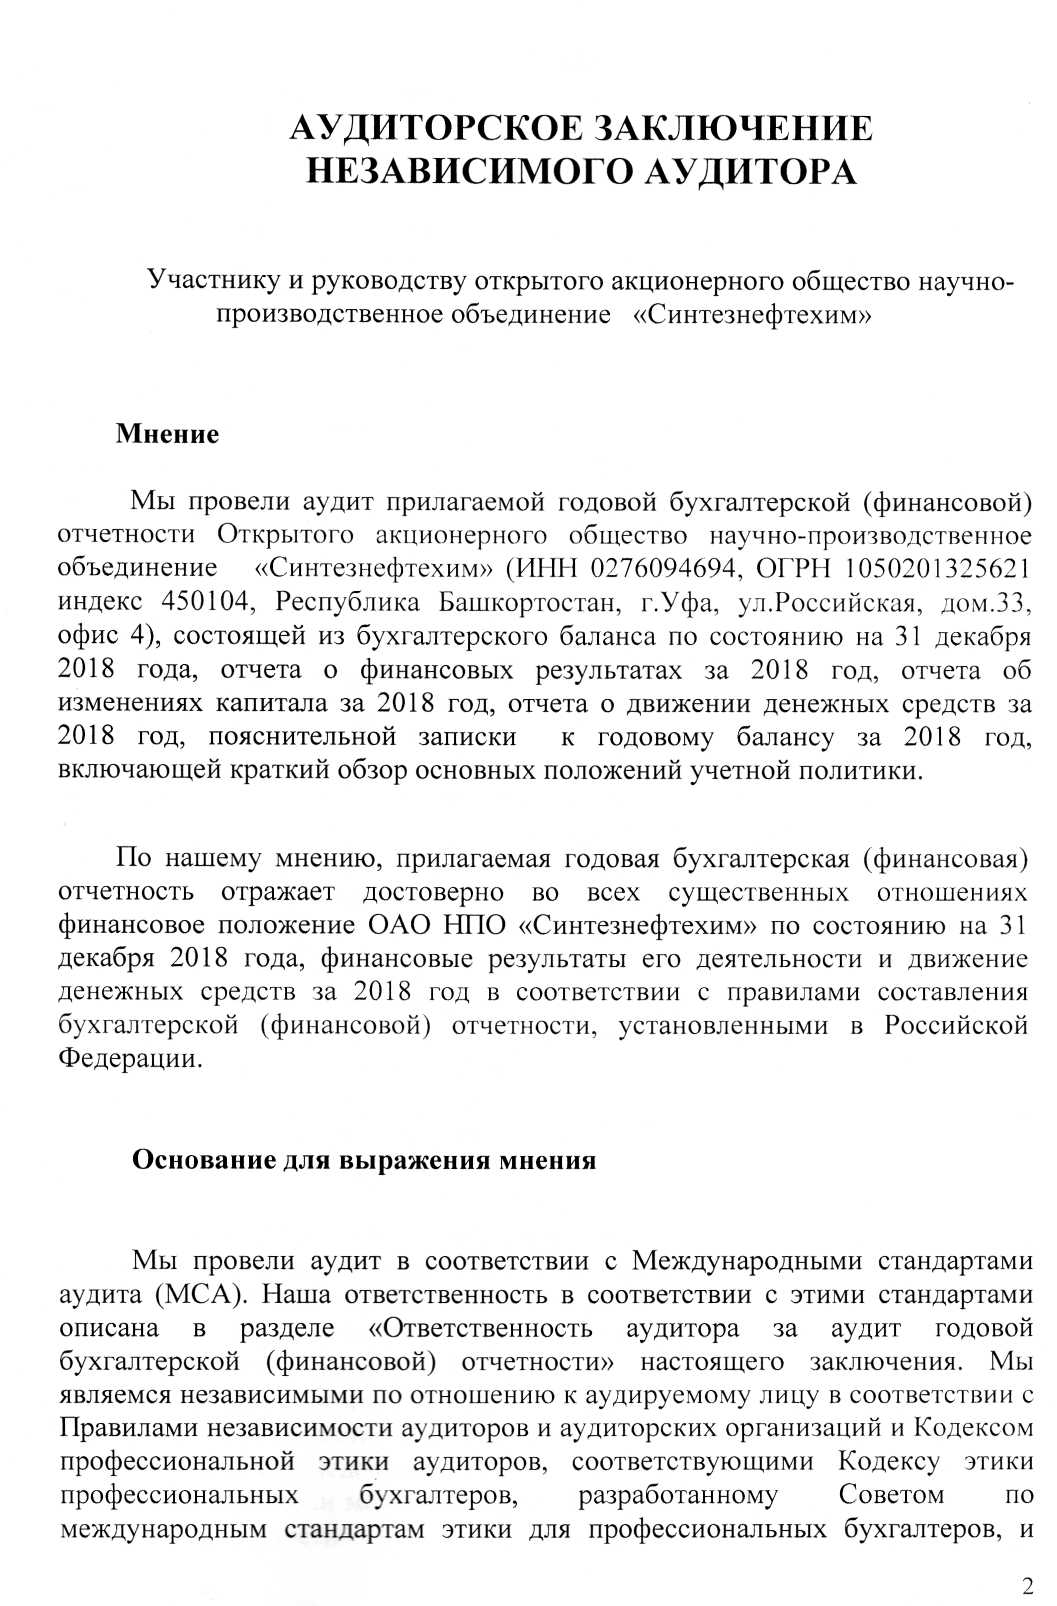 АУДИТОРСКОЕ ЗАКЛЮЧЕНИЕ
НЕЗАВИСИМОГО АУДИТОРА
Участнику и руководству открытого акционерного общество научно-
производственное объединение «Синтезнефтехим»
Мнение
Мы провели аудит прилагаемой годовой бухгалтерской (финансовой)
отчетности Открытого акционерного общество научно-производственное
объединение «Синтезнефтехим» (ИНН 0276094694, ОГРН 1050201325621
индекс 450104, Республика Башкортостан, г.Уфа, ул.Российская, дом.33,
офис 4), состоящей из бухгалтерского баланса по состоянию на 31 декабря
2018 года, отчета о финансовых результатах за 2018 год, отчета об
изменениях капитала за 2018 год, отчета о движении денежных средств за
2018 год, пояснительной записки к годовому балансу за 2018 год,
включающей краткий обзор основных положений учетной политики.
По нашему мнению, прилагаемая годовая бухгалтерская (финансовая)
отчетность отражает достоверно во всех существенных отношениях
финансовое положение ОАО НПО «Синтезнефтехим» по состоянию на 31
декабря 2018 года, финансовые результаты его деятельности и движение
денежных средств за 2018 год в соответствии с правилами составления
бухгалтерской (финансовой) отчетности, установленными в Российской
Федерации.
Основание для выражения мнения
Мы провели аудит в соответствии с Международными стандартами
аудита (МСА). Наша ответственность в соответствии с этими стандартами
описана в разделе «Ответственность аудитора за аудит годовой
бухгалтерской (финансовой) отчетности» настоящего заключения. Мы
являемся независимыми по отношению к аудируемому лицу в соответствии с
Правилами независимости аудиторов и аудиторских организаций и Кодексом
профессиональной этики аудиторов, соответствующими Кодексу этики
профессиональных бухгалтеров, разработанному Советом по
международным стандартам этики для профессиональных бухгалтеров, и
2